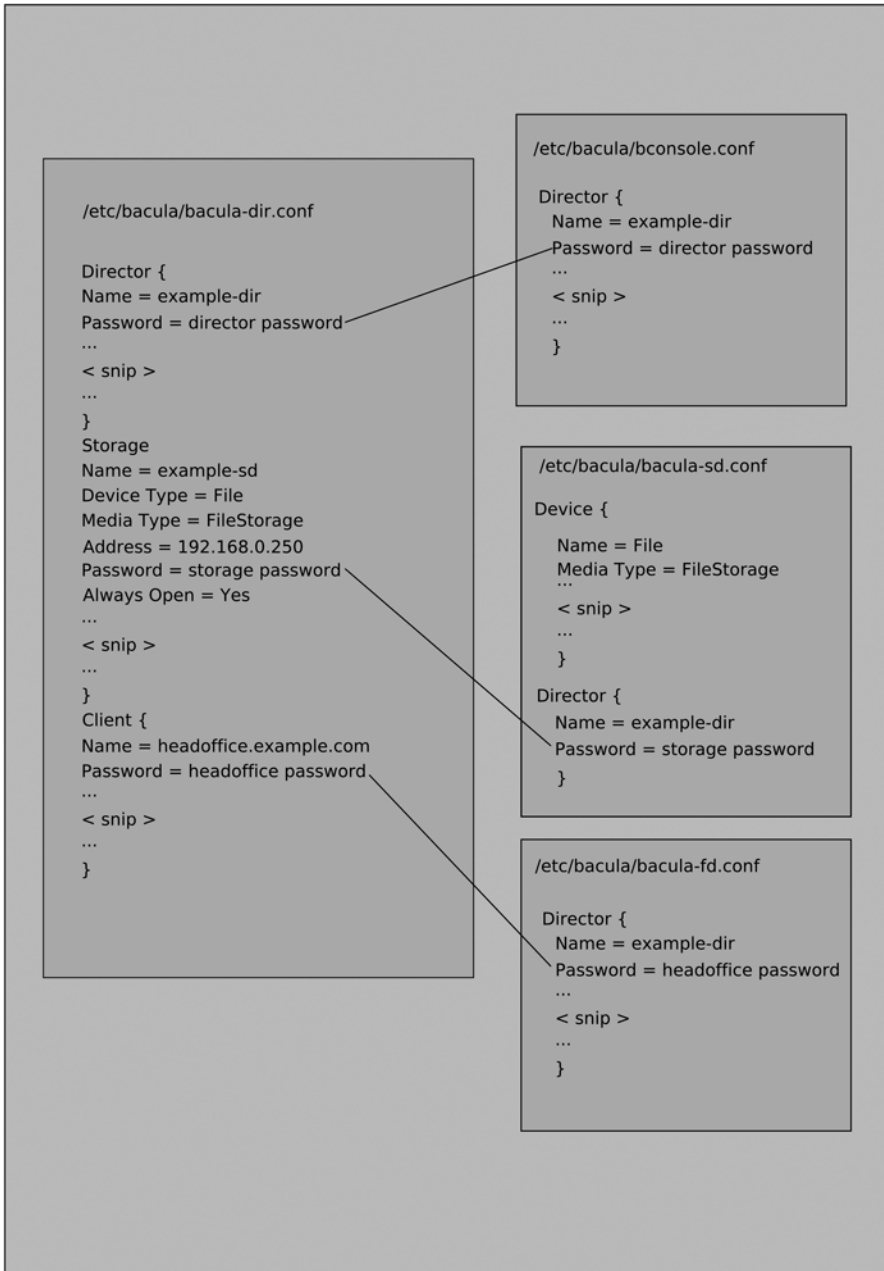 /etc/bacula/bacula-dir.conf
Director {
Name = example-dir
Password = director password
...
< snip >
...
}
Storage
Name = example-sd
Device Type = File
Media Type = FileStorage
Address = 192.168.0.250
Password = storage password
Always Open = Yes
...
< snip >
...
}
Client {
Name = headoffice.example.com
Password = headoffice password
...
< snip >
...
}
/etc/bacula/bconsole.conf
Director {
Name = example-dir
Password = director password
...
< snip >
...
}
/etc/bacula/bacula-sd.conf
Device {
Name = File
Media Type = FileStorage
...
< snip >
...
}
Director {
Name = example-dir
Password = storage password
}
/etc/bacula/bacula-fd.conf
Director {
Name = example-dir
Password = headoffice password
...
< snip >
...
}